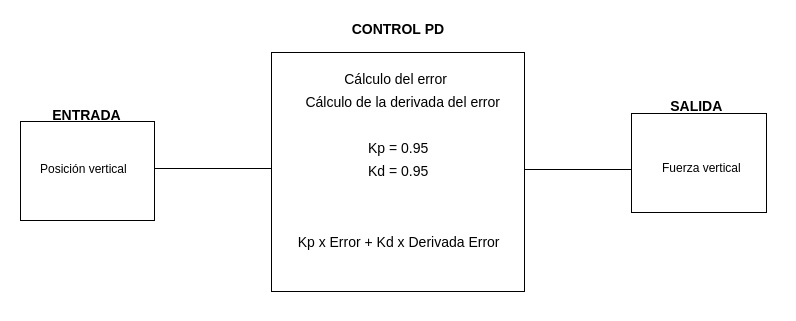 CONTROL PD
Cálculo del error
Cálculo de la derivada del error
ENTRADA
SALIDA
Kp = 0.95
Posición vertical
Kd = 0.95
Fuerza vertical
Kp x Error + Kd x Derivada Error